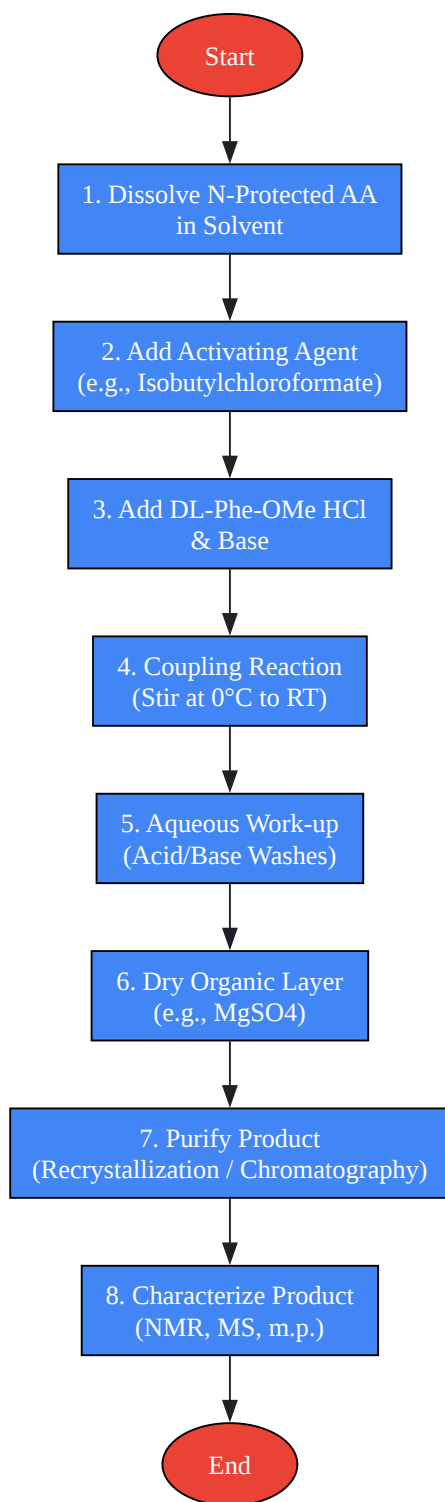 Start
1. Dissolve N-Protected AA
in Solvent
2. Add Activating Agent
(e.g., Isobutylchloroformate)
3. Add DL-Phe-OMe HCl
& Base
4. Coupling Reaction
(Stir at 0°C to RT)
5. Aqueous Work-up
(Acid/Base Washes)
6. Dry Organic Layer
(e.g., MgSO4)
7. Purify Product
(Recrystallization / Chromatography)
8. Characterize Product
(NMR, MS, m.p.)
End